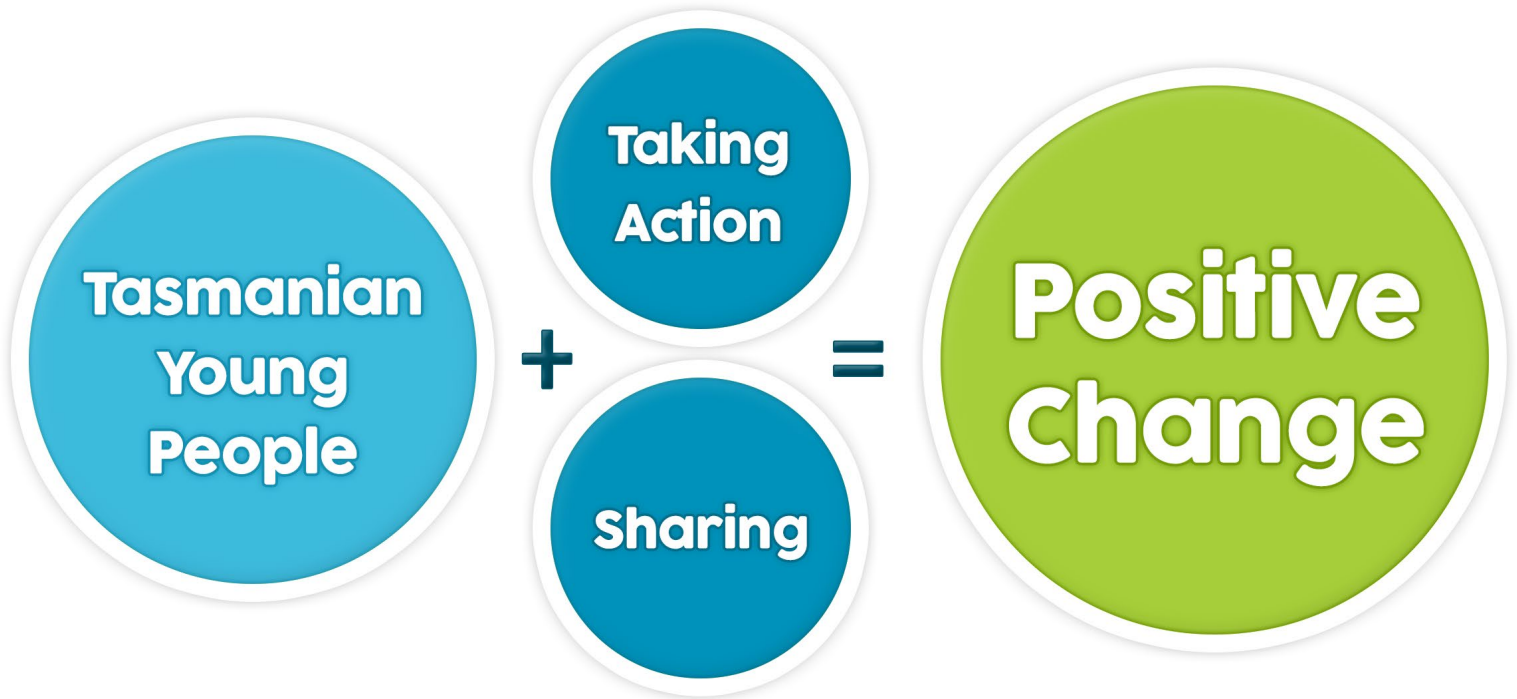 Tasmanian
Young
People
+
Taking
Action
Sharing
=
Positive
Change